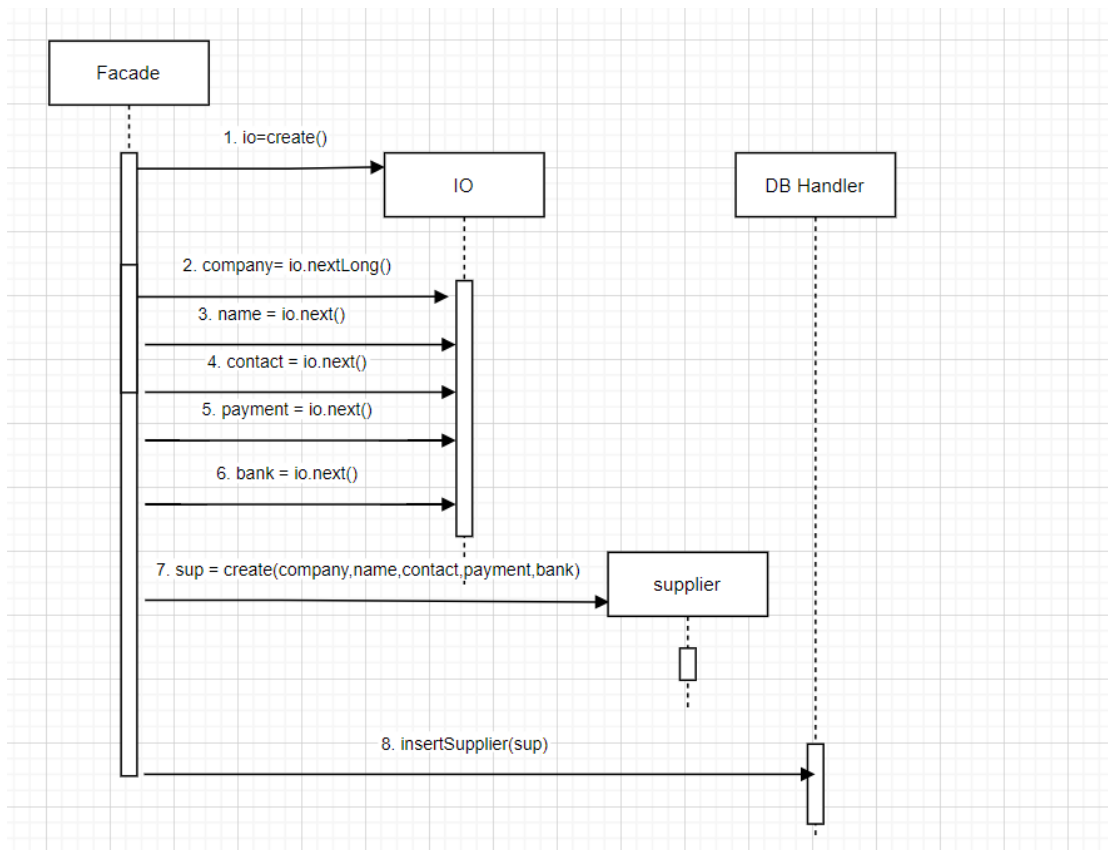 Facade
1. io=create()
IO
DB Handler
2. company= io.nextLong()
3. name = io.next()
4. contact = io.next()
5. payment = io.next()
6. bank = io.next()
7. sup = create(company,name,contact,payment,bank)
supplier
8. insertSupplier(sup)